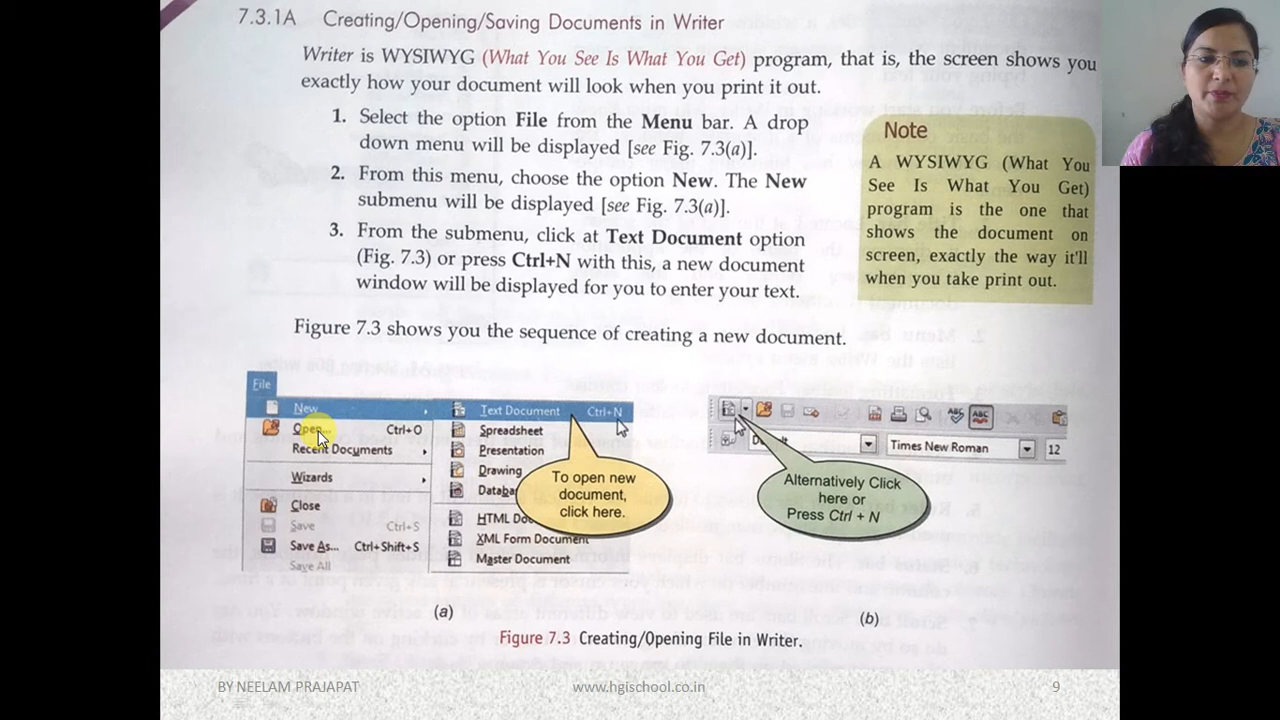 7.3.1A Creating/Opening/Saving Documents in Writer
Writer is WYSIWYG (What You See Is What You Get) program, that is, the screen shows you
exactly how your document will look when you print it out.
1. Select the option File from the Menu bar. A drop
down menu will be displayed [see Fig. 7.3(a)].
2. From this menu, choose the option New. The New
submenu will be displayed [see Fig. 7.3(a)].
3. From the submenu, click at Text Document option
(Fig. 7.3) or press Ctrl+N with this, a new document
window will be displayed for you to enter your text.
Note
A WYSIWYG (What You
See Is What You Get)
program is the one that
shows the document on
screen, exactly the way it'll
when you take print out.
Figure 7.3 shows you the sequence of creating a new document.
File
New
Open... Ctrl+O
Recent Documents
Wizards
Close
Save Ctrl+S
Save As... Ctrl+Shift+S
Save All
Text Document Ctrl+N
Spreadsheet
Presentation
Drawing
HTML
XML Form Document
Master Document
To open new
document,
click here.
Times New Roman 12
Alternatively Click
here or
Press Ctrl + N
(a)
(b)
Figure 7.3 Creating/Opening File in Writer.
BY NEELAM PRAJAPAT www.hgischool.co.in 9